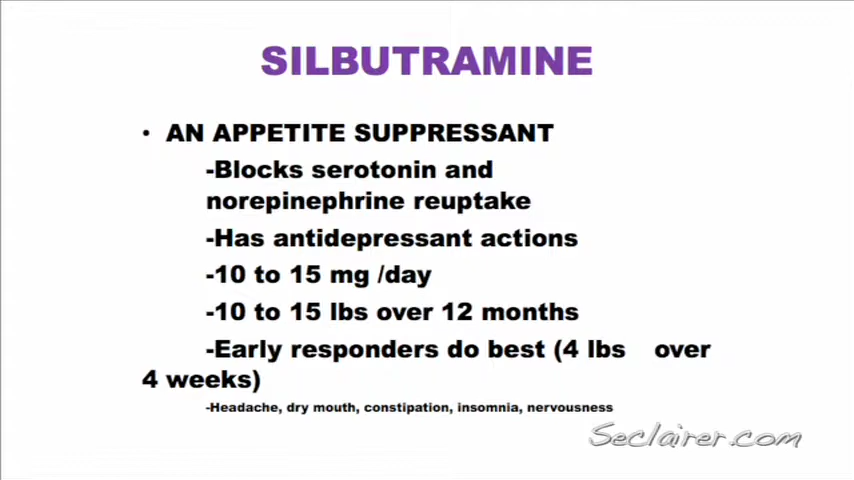 SILBUTRAMINE
• AN APPETITE SUPPRESSANT
-Blocks serotonin and
norepinephrine reuptake
-Has antidepressant actions
-10 to 15 mg /day
-10 to 15 lbs over 12 months
-Early responders do best (4 lbs over
4 weeks)
-Headache, dry mouth, constipation, insomnia, nervousness
Seclairer.com